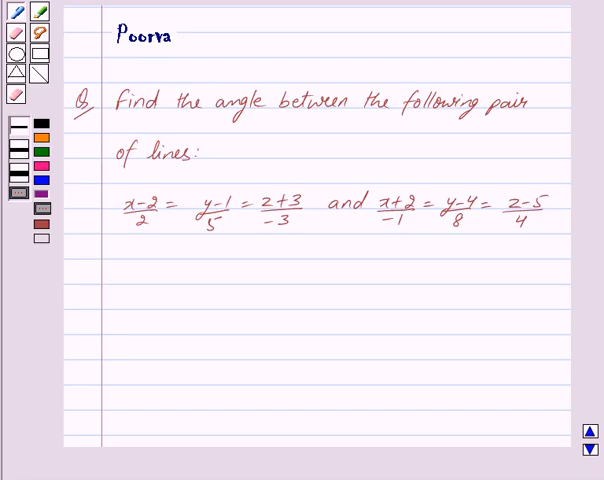 Poorva
Q Find the angle between the following pair
of lines:
x-2/2 = y-1/5 = z+3/-3 and x+2/-1 = y-4/8 = z-5/4